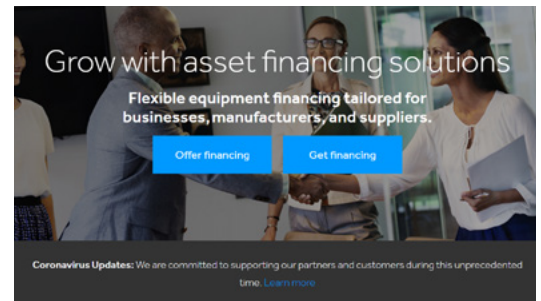 Grow with asset financing solutions
Flexible equipment financing tailored for
businesses, manufacturers, and suppliers.
Offer financing
Get financing
Coronavirus Updates: We are committed to supporting our partners and customers during this unprecedented
time. Learn more